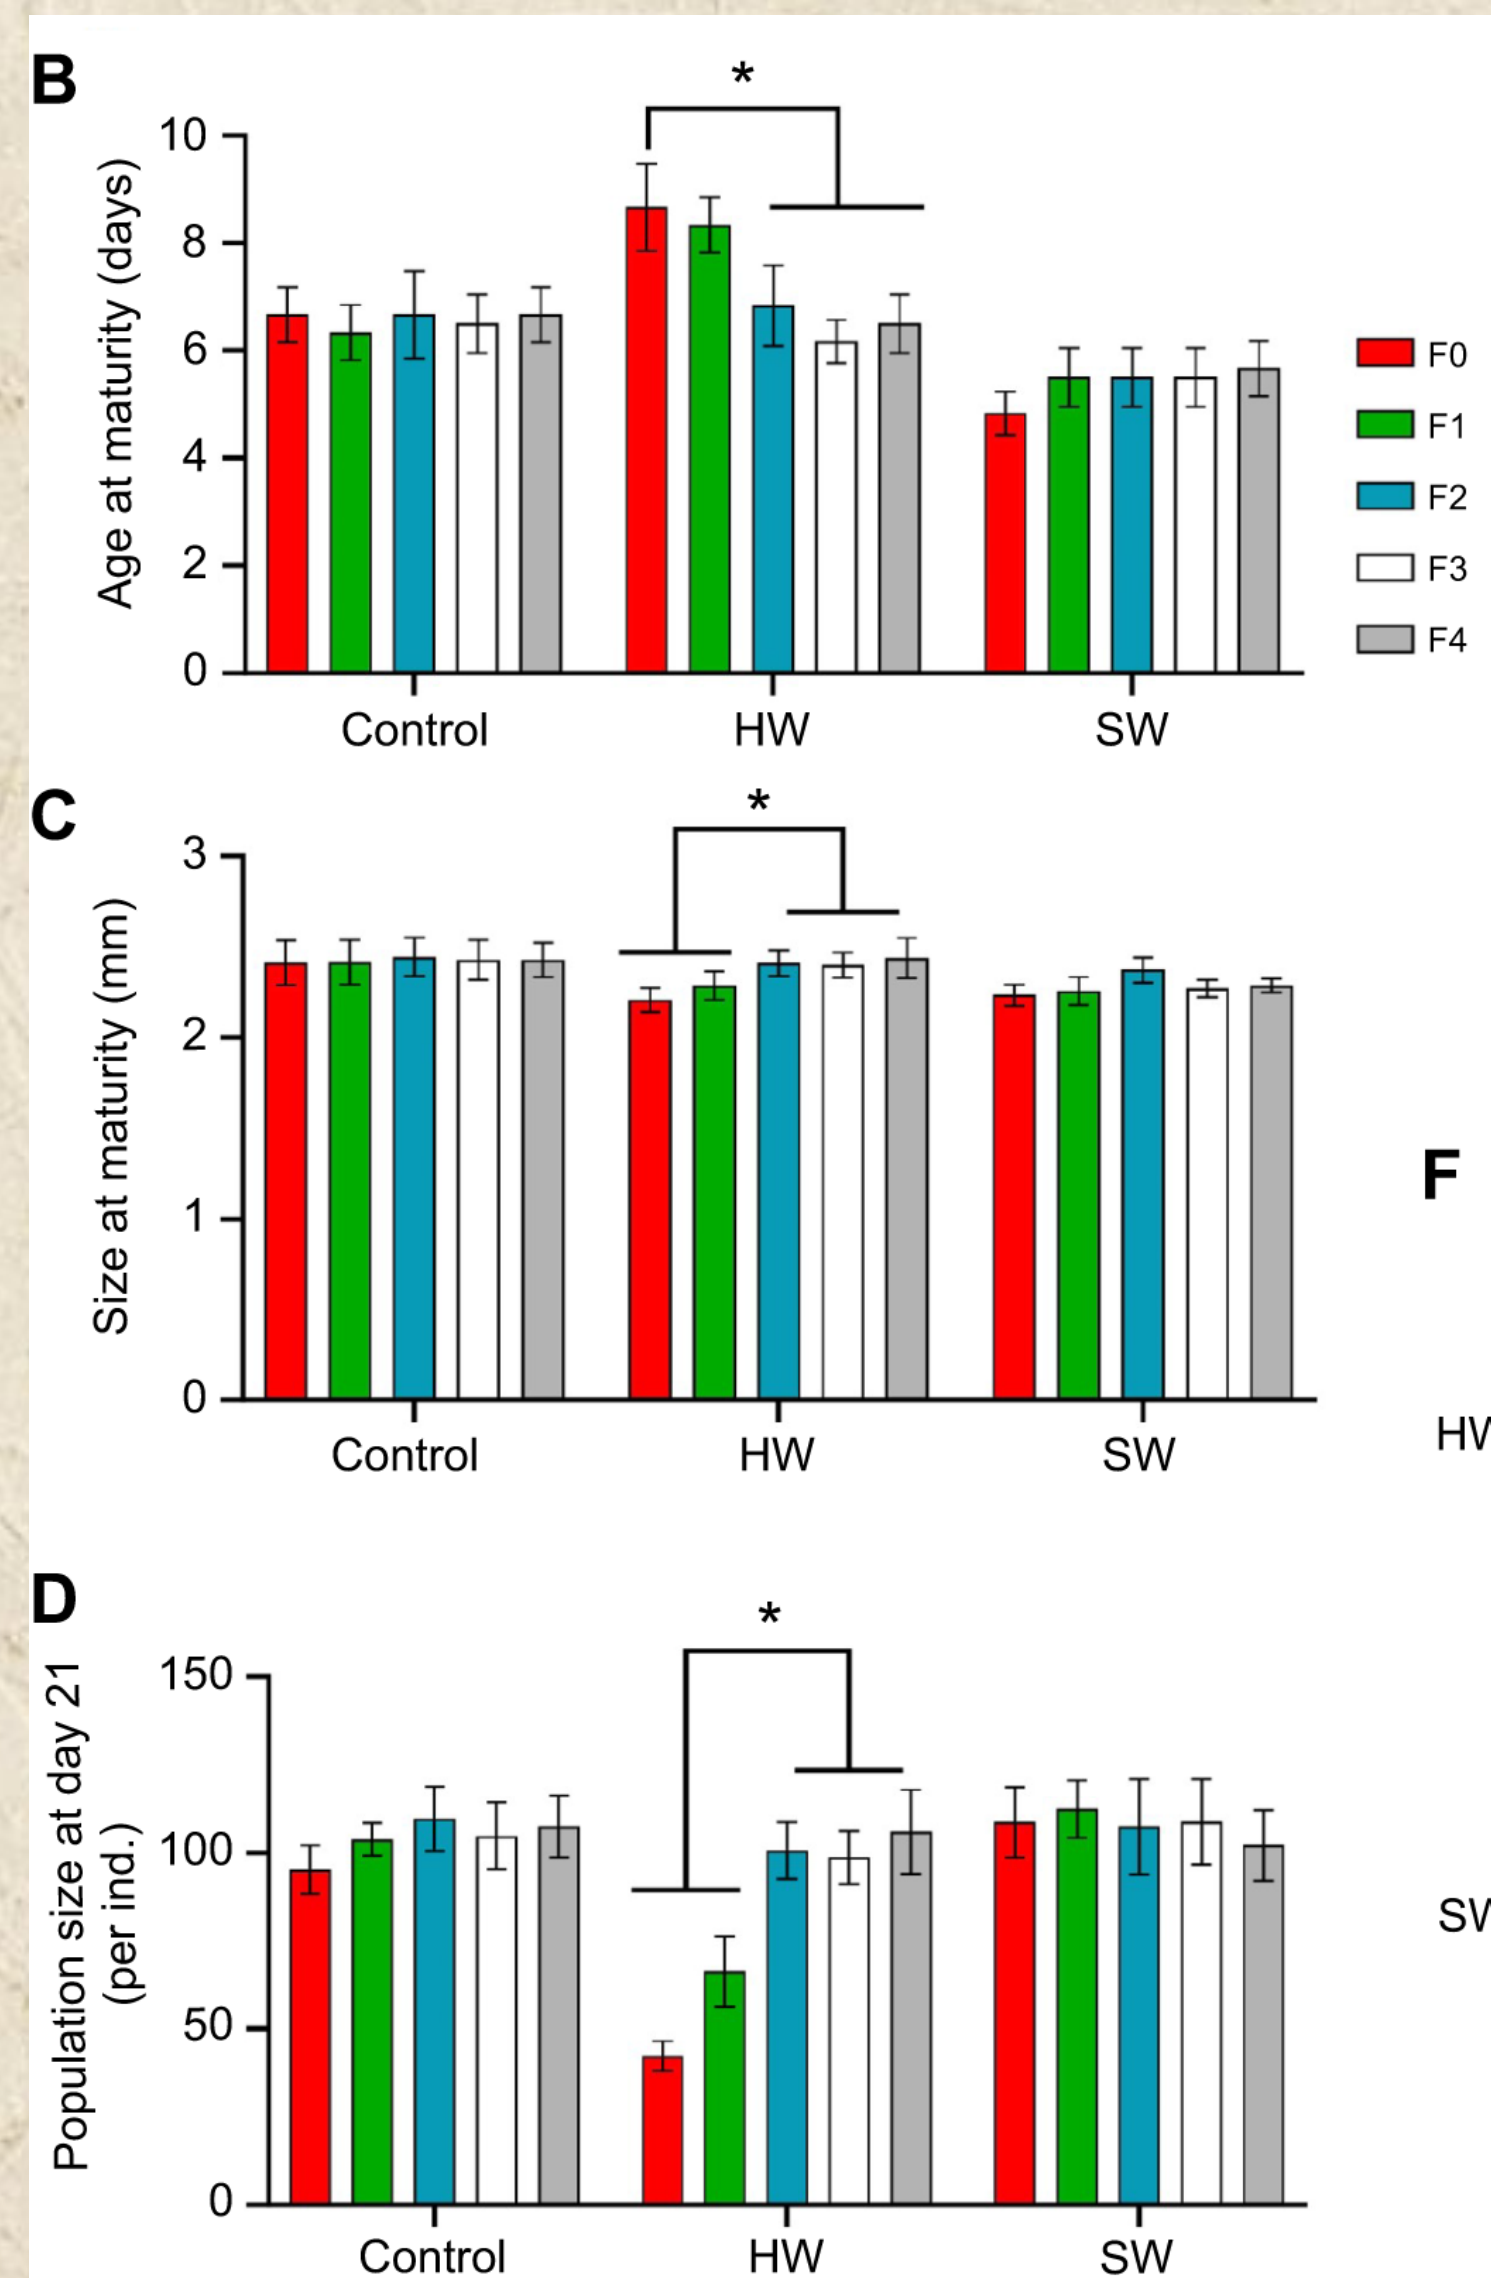 B
*
10
8
6
4
2
0
Age at maturity (days)
Control HW SW
F0
F1
F2
F3
F4
C
*
3
2
1
0
Size at maturity (mm)
Control HW SW
F
HW
SW
D
*
150
100
50
0
Population size at day 21
(per ind.)
Control HW SW